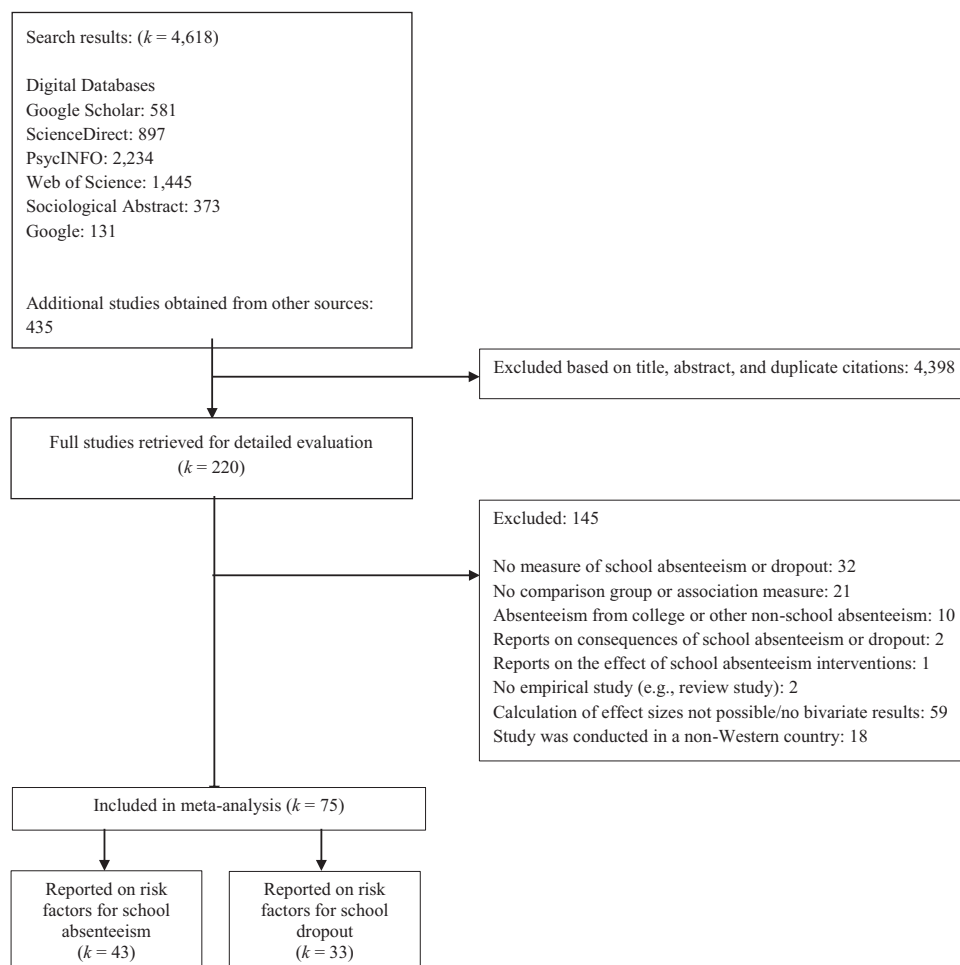 Search results: (k = 4,618)
Digital Databases
Google Scholar: 581
ScienceDirect: 897
PsycINFO: 2,234
Web of Science: 1,445
Sociological Abstract: 373
Google: 131
Additional studies obtained from other sources:
435
Excluded based on title, abstract, and duplicate citations: 4,398
Full studies retrieved for detailed evaluation
(k = 220)
Excluded: 145
No measure of school absenteeism or dropout: 32
No comparison group or association measure: 21
Absenteeism from college or other non-school absenteeism: 10
Reports on consequences of school absenteeism or dropout: 2
Reports on the effect of school absenteeism interventions: 1
No empirical study (e.g., review study): 2
Calculation of effect sizes not possible/no bivariate results: 59
Study was conducted in a non-Western country: 18
Included in meta-analysis (k = 75)
Reported on risk
factors for school
absenteeism
(k = 43)
Reported on risk
factors for school
dropout
(k = 33)